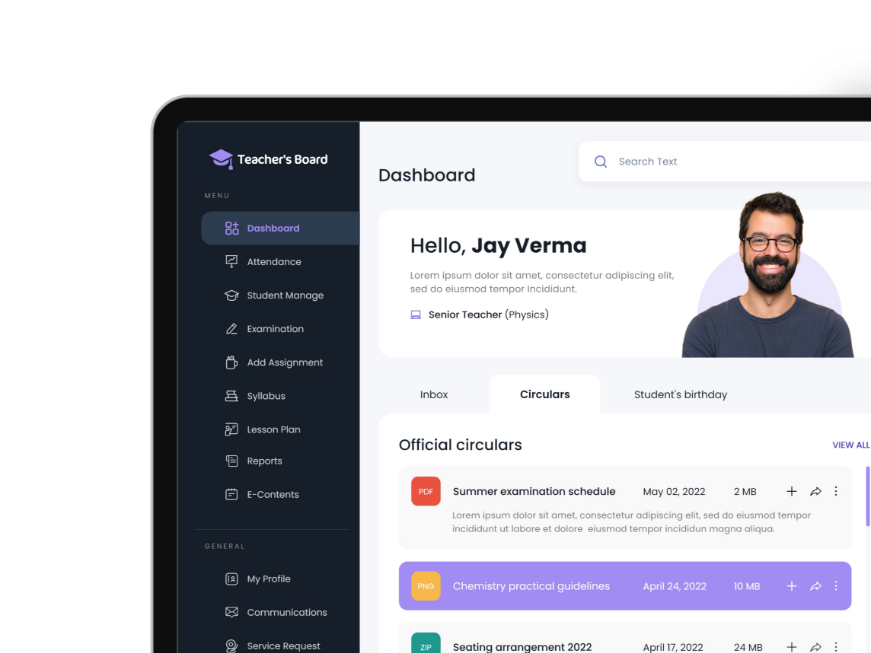 Teacher's Board
MENU
Dashboard
Attendance
Student Manage
Examination
Add Assignment
Syllabus
Lesson Plan
Reports
E-Contents
GENERAL
My Profile
Communications
Service Request
Dashboard
Search Text
Hello, Jay Verma
Lorem ipsum dolor sit amet, consectetur adipiscing elit,
sed do eiusmod tempor Incididunt.
Senior Teacher (Physics)
Inbox Circulars Student's birthday
Official circulars VIEW ALL
PDF Summer examination schedule May 02, 2022 2 MB
Lorem ipsum dolor sit amet, consectetur adipiscing elit, sed do eiusmod tempor
incididunt ut labore et dolore eiusmod tempor incididun magna aliqua.
PNG Chemistry practical guidelines April 24, 2022 10 MB
ZIP Seating arrangement 2022 April 17, 2022 24 MB